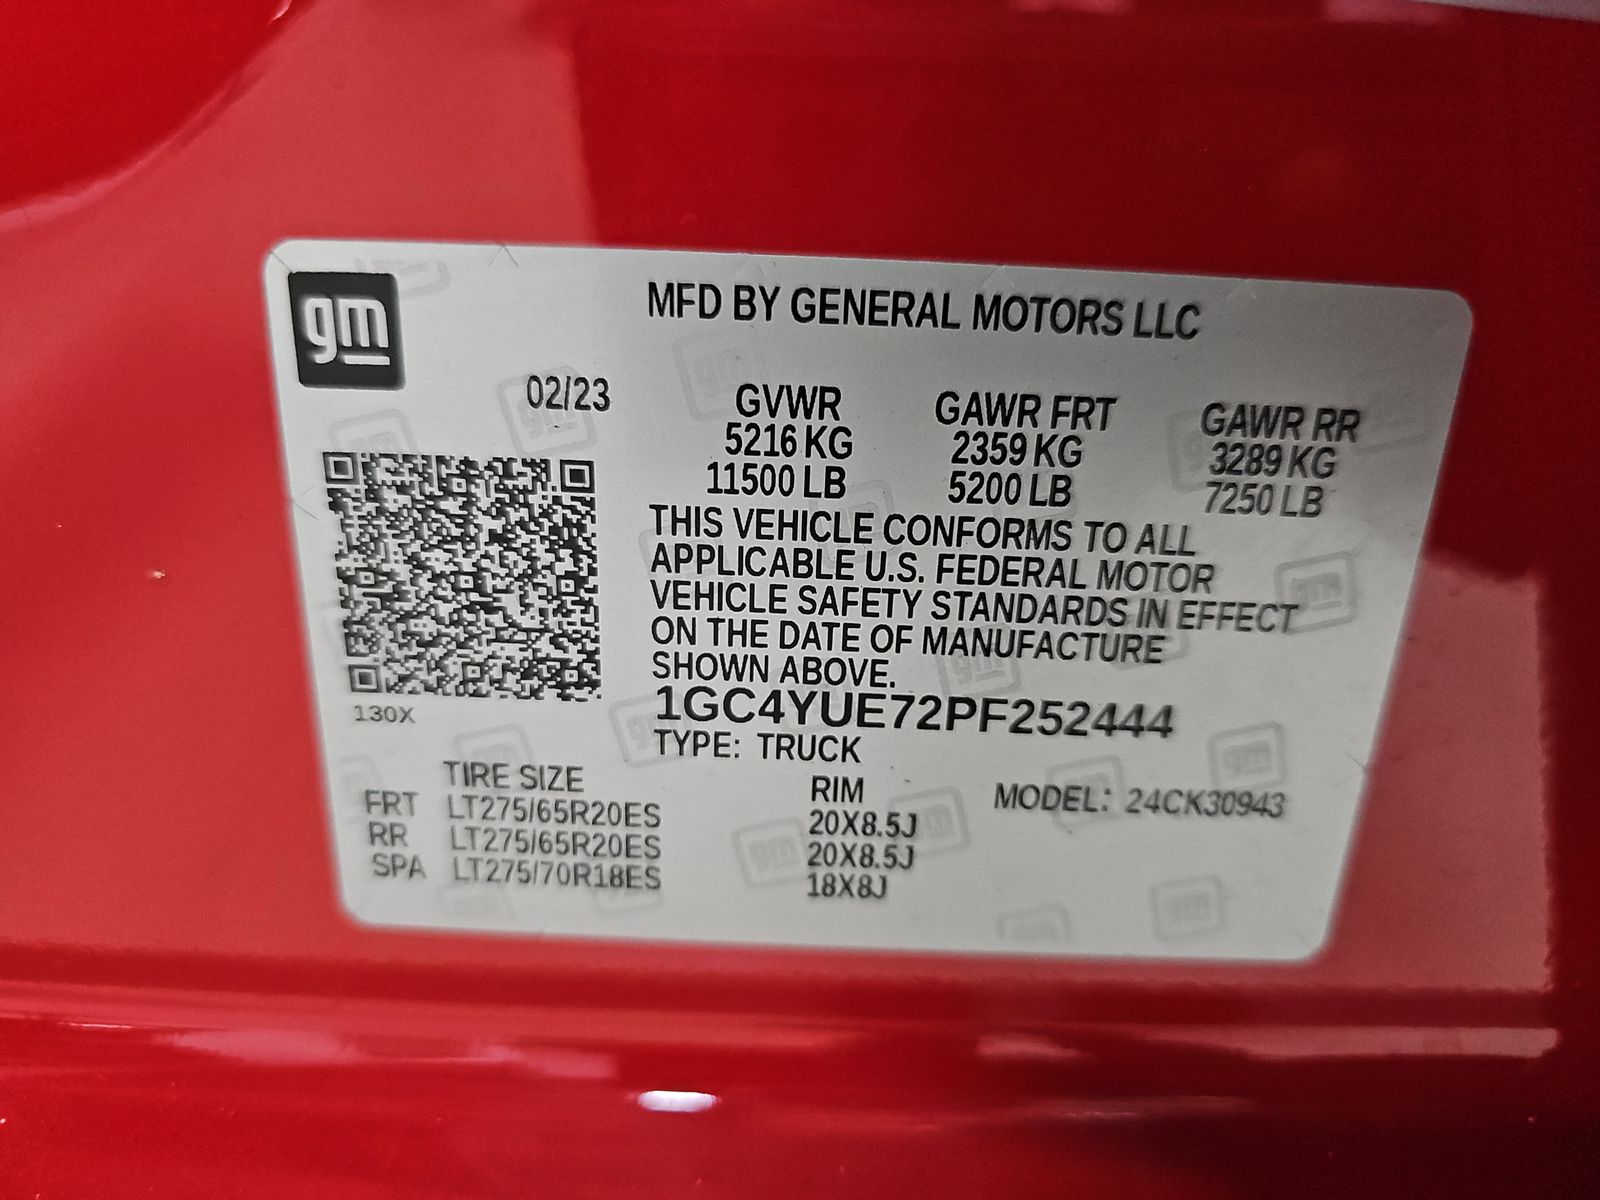 gm
MFD BY GENERAL MOTORS LLC
02/23
GVWR GAWR FRT GAWR RR
5216 KG 2359 KG 3289 KG
11500 LB 5200 LB 7250 LB
THIS VEHICLE CONFORMS TO ALL
APPLICABLE U.S. FEDERAL MOTOR
VEHICLE SAFETY STANDARDS IN EFFECT
ON THE DATE OF MANUFACTURE
SHOWN ABOVE.
1GC4YUE72PF252444
130X
TYPE: TRUCK
TIRE SIZE RIM MODEL: 24CK30943
FRT LT275/65R20ES 20X8.5J
RR LT275/65R20ES 20X8.5J
SPA LT275/70R18ES 18X8J